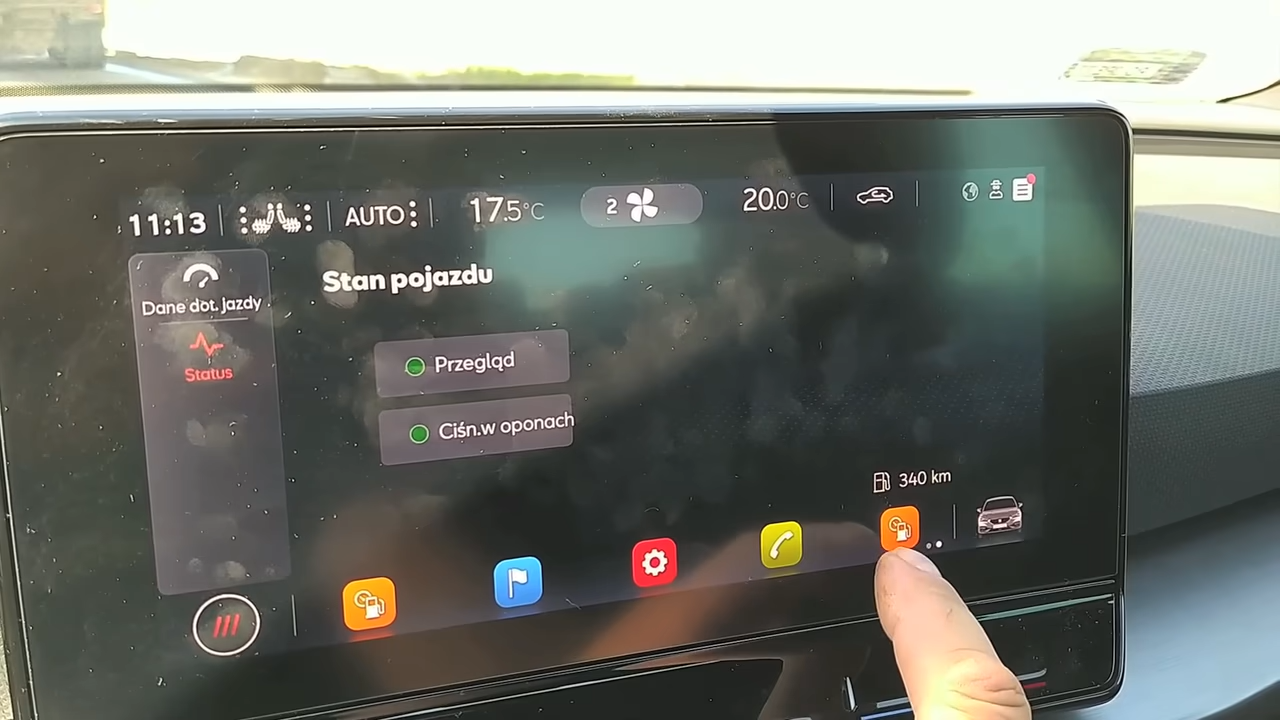 11:13
AUTO
17.5°C
2
20.0°C
Dane dot. jazdy
Status
Stan pojazdu
Przegląd
Ciśn.w oponach
340 km